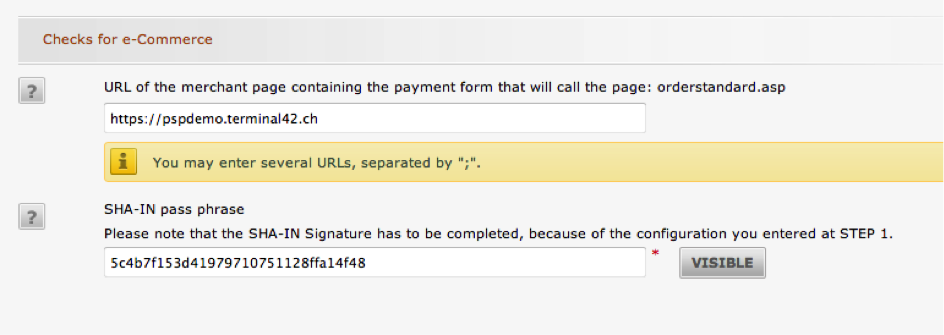 Checks for e-Commerce
?
URL of the merchant page containing the payment form that will call the page: orderstandard.asp
https://pspdemo.terminal42.ch
i
You may enter several URLs, separated by ";".
?
SHA-IN pass phrase
Please note that the SHA-IN Signature has to be completed, because of the configuration you entered at STEP 1.
5c4b7f153d41979710751128ffa14f48 * VISIBLE